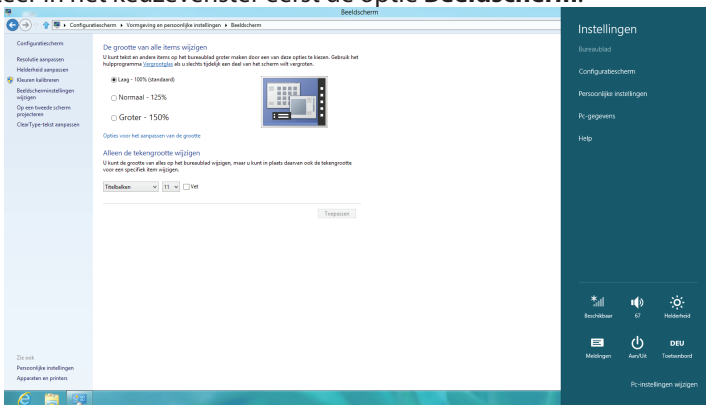 Beeldscherm.
Beeldscherm
Configuratiescherm ▸ Vormgeving en persoonlijke instellingen ▸ Beeldscherm
Configuratiescherm
Resolutie aanpassen
Helderheid aanpassen
Kleuren kalibreren
Beeldscherminstellingen
wijzigen
Op een tweede scherm
projecteren
ClearType-tekst aanpassen
Zie ook
Persoonlijke instellingen
Apparaten en printers
De grootte van alle items wijzigen
U kunt tekst en andere items op het bureaublad groter maken door een van deze opties te kiezen. Gebruik het
hulpprogramma Vergrootglas als u slechts tijdelijk een deel van het scherm wilt vergroten.
Laag - 100% (standaard)
Normaal - 125%
Groter - 150%
Opties voor het aanpassen van de grootte
Alleen de tekengrootte wijzigen
U kunt de grootte van alles op het bureaublad wijzigen, maar u kunt in plaats daarvan ook de tekengrootte
voor een specifiek item wijzigen.
Titelbalken 11 Vet
Toepassen
Instellingen
Bureaublad
Configuratiescherm
Persoonlijke instellingen
Pc-gegevens
Help
Beschikbaar 67 Helderheid
DEU
Meldingen Aan/Uit Toetsenbord
Pc-instellingen wijzigen